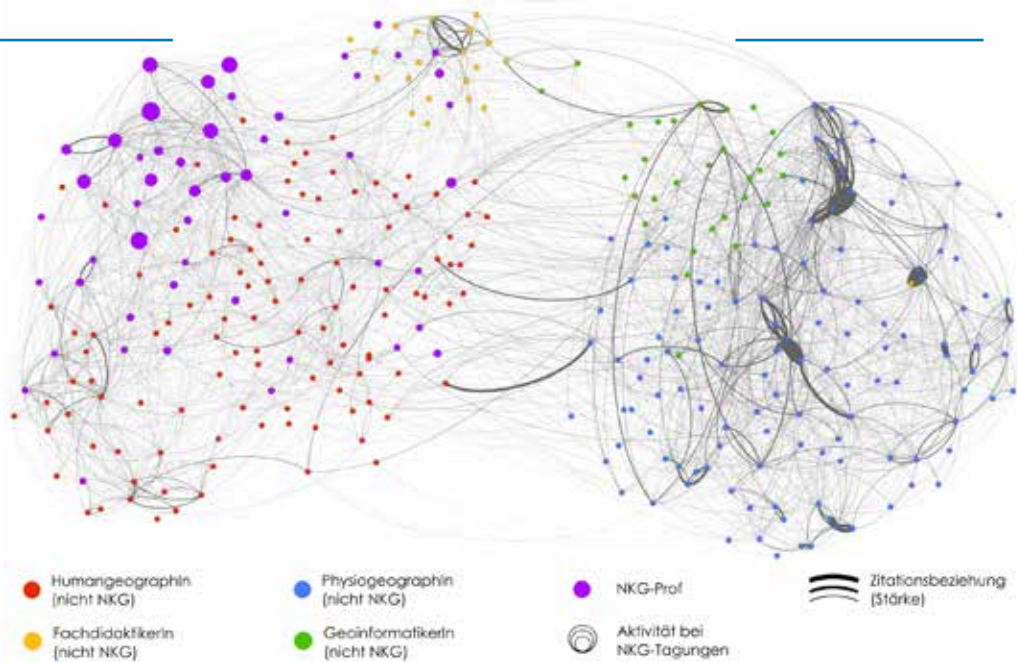 HumangeographIn
(nicht NKG)
PhysiogeographIn
(nicht NKG)
NKG-Prof
Zitationsbeziehung
(Stärke)
FachdidaktikerIn
(nicht NKG)
GeoinformatikerIn
(nicht NKG)
Aktivität bei
NKG-Tagungen